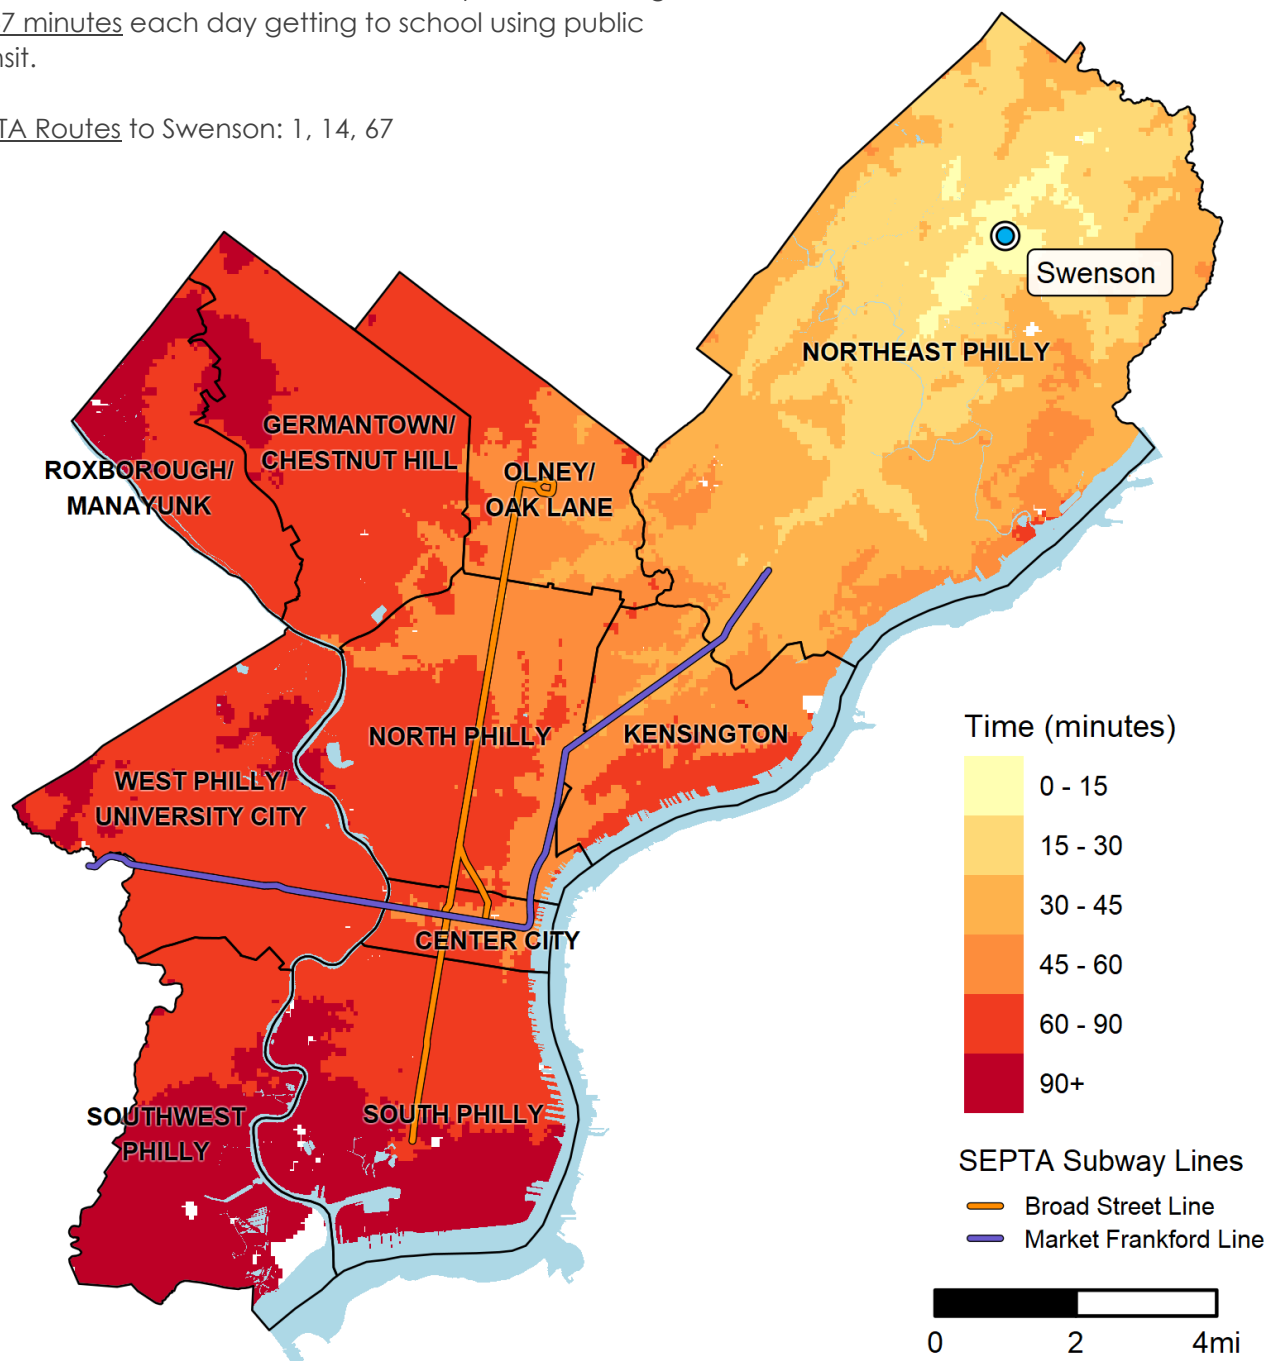 7 minutes each day getting to school using public
nsit.
TA Routes to Swenson: 1, 14, 67
Swenson
NORTHEAST PHILLY
GERMANTOWN/
CHESTNUT HILL
ROXBOROUGH/
MANAYUNK
OLNEY/
OAK LANE
NORTH PHILLY
KENSINGTON
WEST PHILLY/
UNIVERSITY CITY
CENTER CITY
SOUTHWEST
PHILLY
SOUTH PHILLY
Time (minutes)
0 - 15
15 - 30
30 - 45
45 - 60
60 - 90
90+
SEPTA Subway Lines
Broad Street Line
Market Frankford Line
0 2 4mi